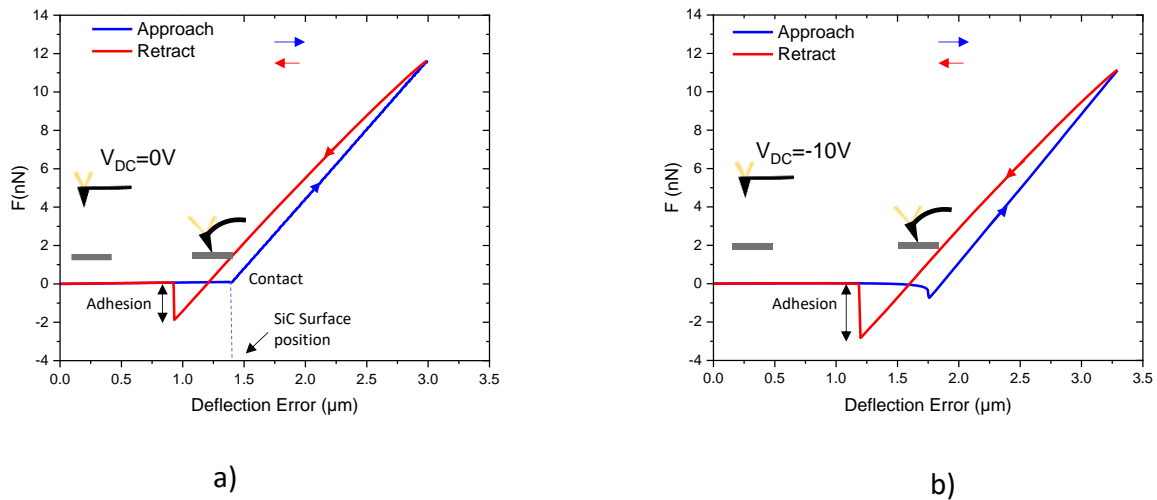 Approach
Retract
V_DC=0V
Contact
Adhesion
SiC Surface
position
F(nN)
14
12
10
8
6
4
2
0
-2
-4
0.0 0.5 1.0 1.5 2.0 2.5 3.0 3.5
Deflection Error (µm)
a)
Approach
Retract
V_DC=-10V
Adhesion
F (nN)
14
12
10
8
6
4
2
0
-2
-4
0.0 0.5 1.0 1.5 2.0 2.5 3.0 3.5
Deflection Error (µm)
b)